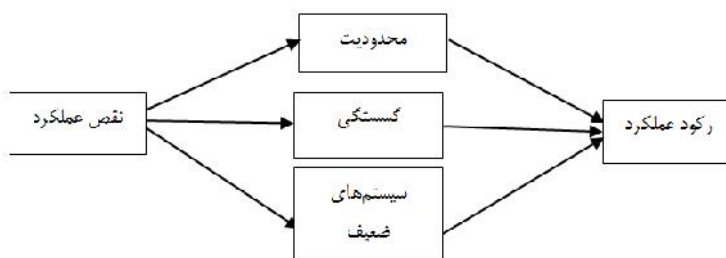 محدودیت
نقص عملکرد
گسستگی
رکود عملکرد
سیستم‌های
ضعیف